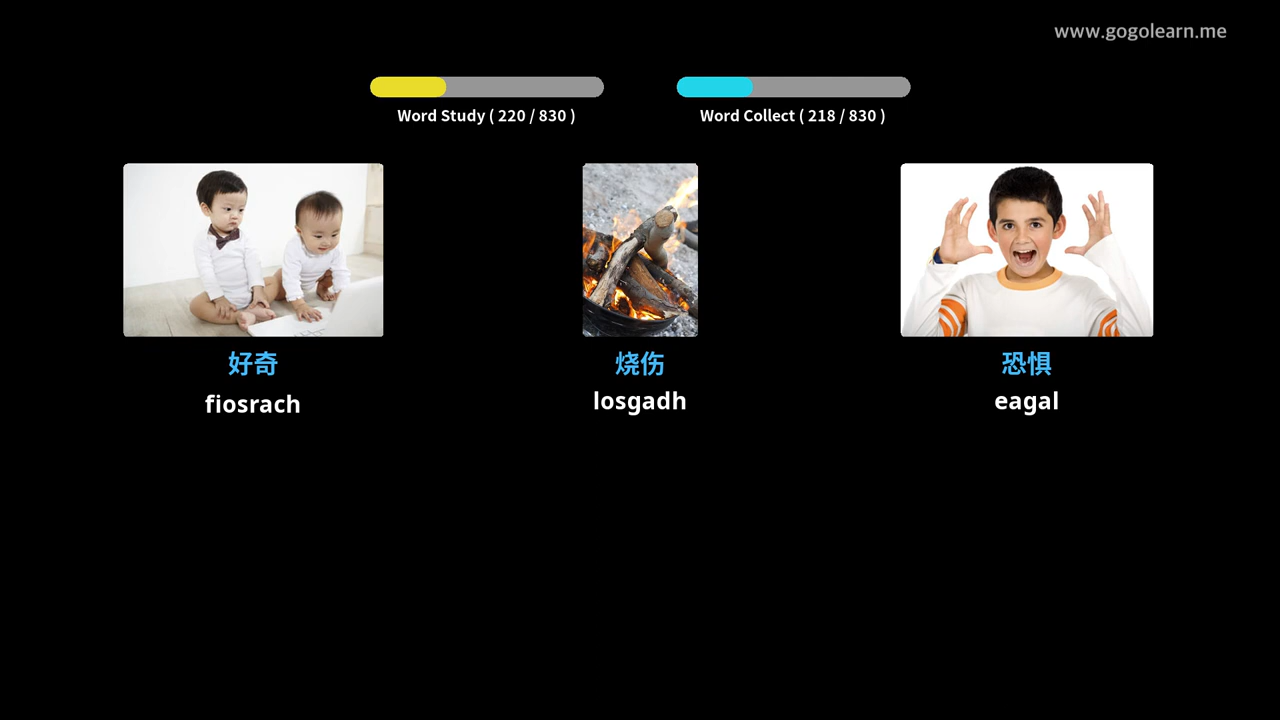 www.gogolearn.me
Word Study ( 220 / 830 )
Word Collect ( 218 / 830 )
好奇
烧伤
恐惧
fiosrach
losgadh
eagal